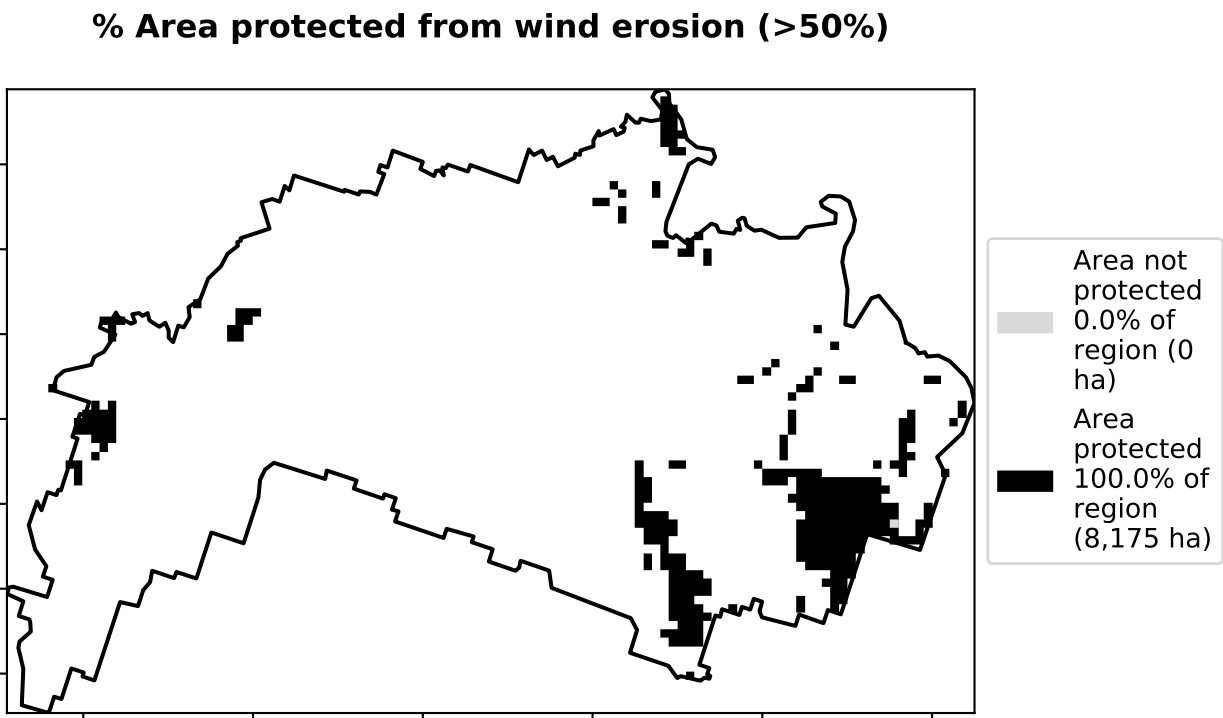 % Area protected from wind erosion (>50%)
Area not
protected
0.0% of
region (0
ha)
Area
protected
100.0% of
region
(8,175 ha)